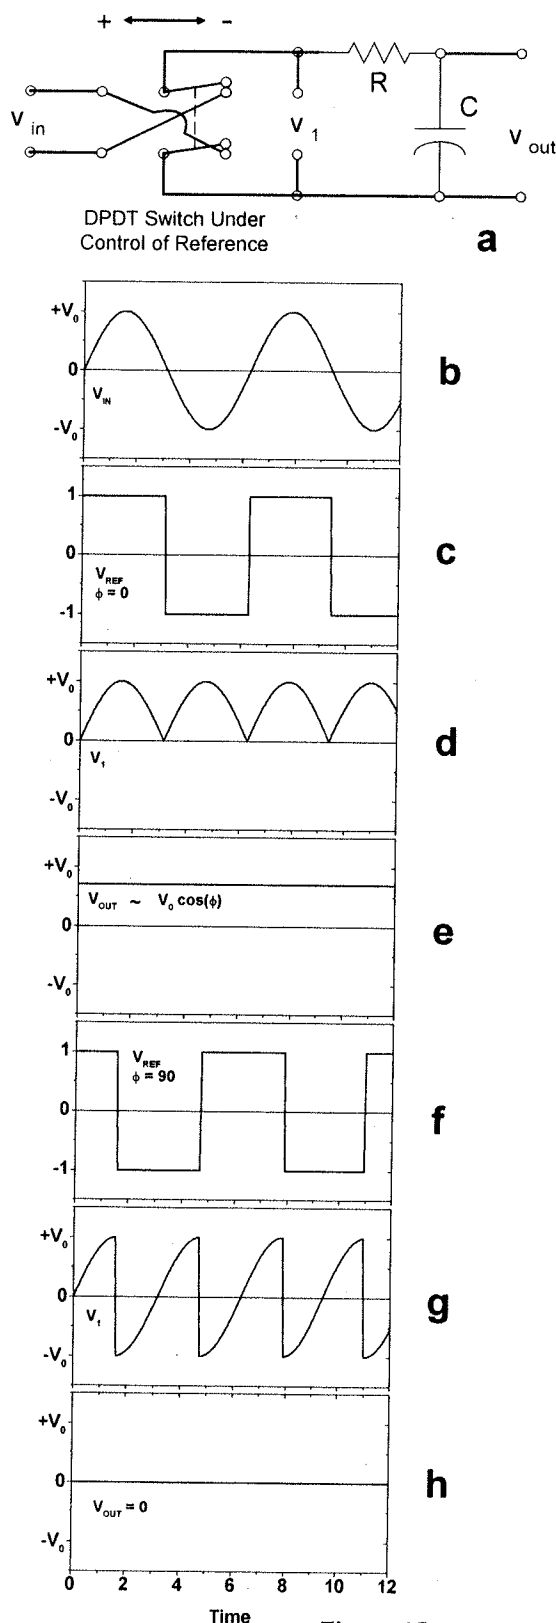 + -
R
C
V in
V 1
V out
DPDT Switch Under
Control of Reference
a
+V0
0
-V0
VIN
b
1
0
-1
VREF
ϕ = 0
c
+V0
0
-V0
V1
d
+V0
0
-V0
VOUT ~ V0 cos(ϕ)
e
1
0
-1
VREF
ϕ = 90
f
+V0
0
-V0
V1
g
+V0
0
-V0
VOUT = 0
h
0 2 4 6 8 10 12
Time